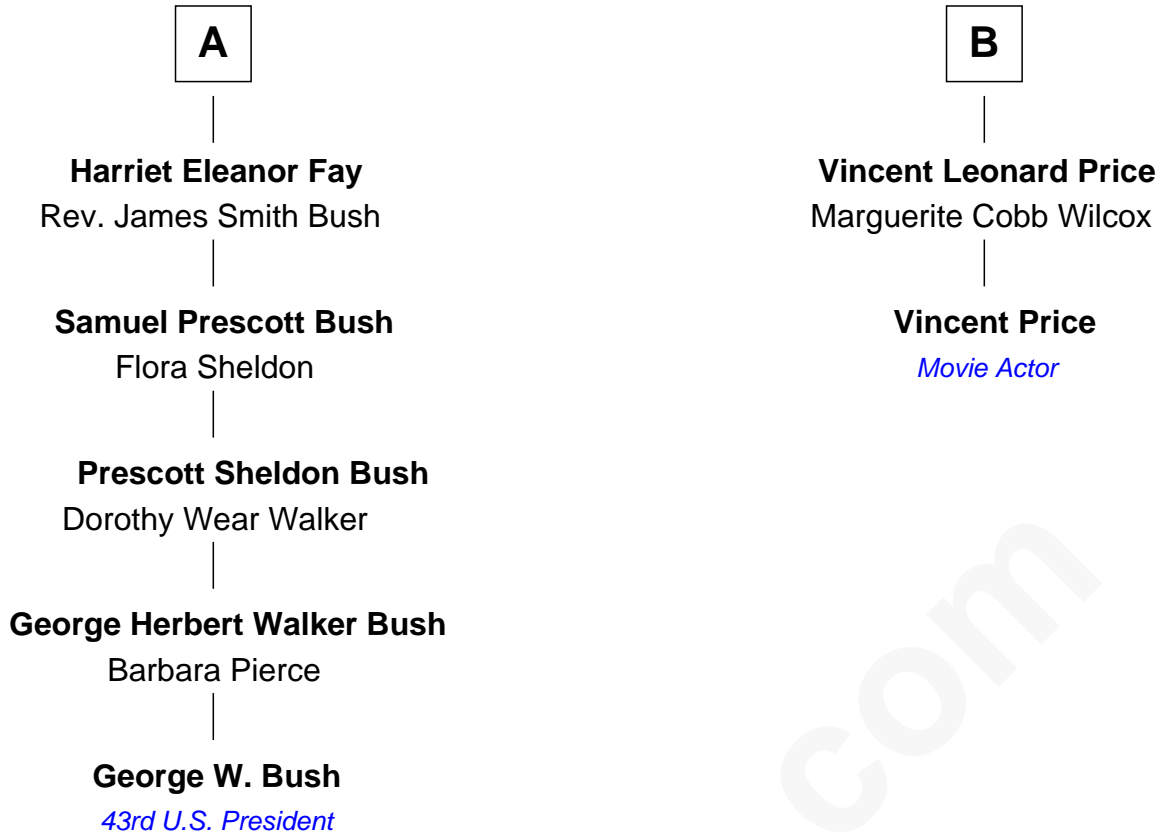 A
Harriet Eleanor Fay
Rev. James Smith Bush
Samuel Prescott Bush
Flora Sheldon
Prescott Sheldon Bush
Dorothy Wear Walker
George Herbert Walker Bush
Barbara Pierce
George W. Bush
43rd U.S. President
B
Vincent Leonard Price
Marguerite Cobb Wilcox
Vincent Price
Movie Actor
com